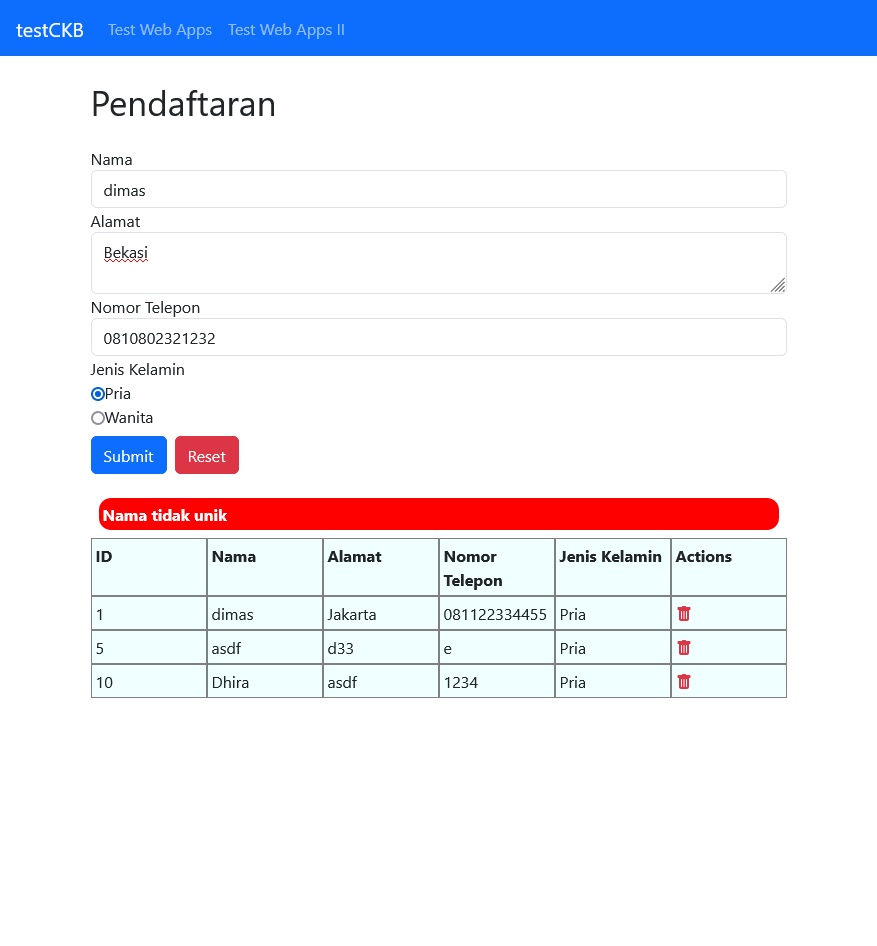 testCKB Test Web Apps Test Web Apps II
Pendaftaran
Nama
dimas
Alamat
Bekasi
Nomor Telepon
0810802321232
Jenis Kelamin
Pria
Wanita
Submit Reset
Nama tidak unik
ID Nama Alamat Nomor Telepon Jenis Kelamin Actions
1 dimas Jakarta 081122334455 Pria
5 asdf d33 e Pria
10 Dhira asdf 1234 Pria